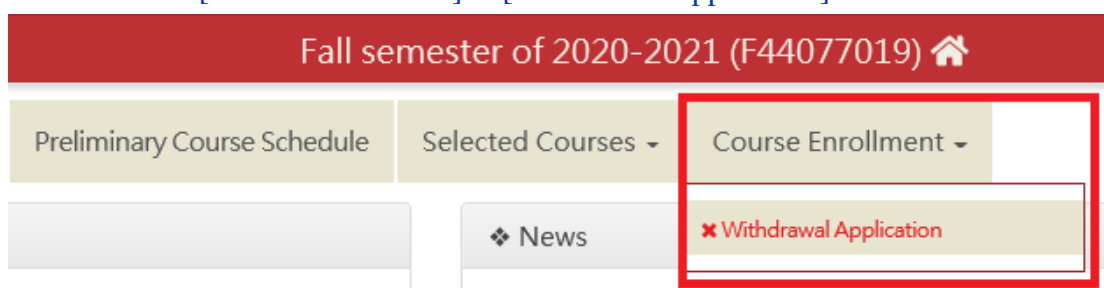 Fall semester of 2020-2021 (F44077019)
Preliminary Course Schedule
Selected Courses
Course Enrollment
❖ News
✖ Withdrawal Application